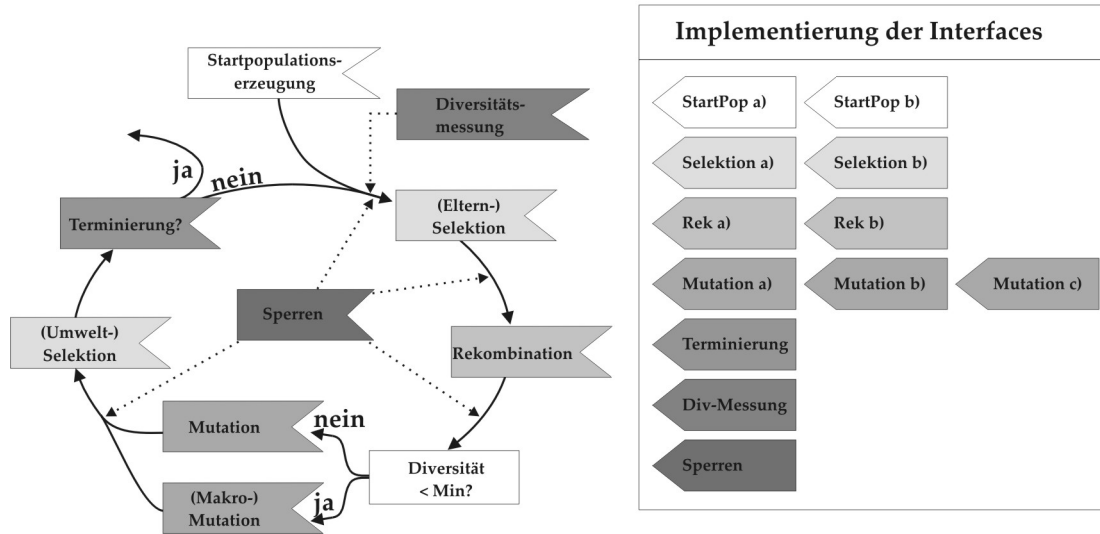 Startpopulations-
erzeugung
Diversitäts-
messung
ja
nein
Terminierung?
(Eltern-)
Selektion
Sperren
(Umwelt-)
Selektion
Rekombination
Mutation
nein
Diversität
< Min?
(Makro-)
Mutation
ja
Implementierung der Interfaces
StartPop a) StartPop b)
Selektion a) Selektion b)
Rek a) Rek b)
Mutation a) Mutation b) Mutation c)
Terminierung
Div-Messung
Sperren